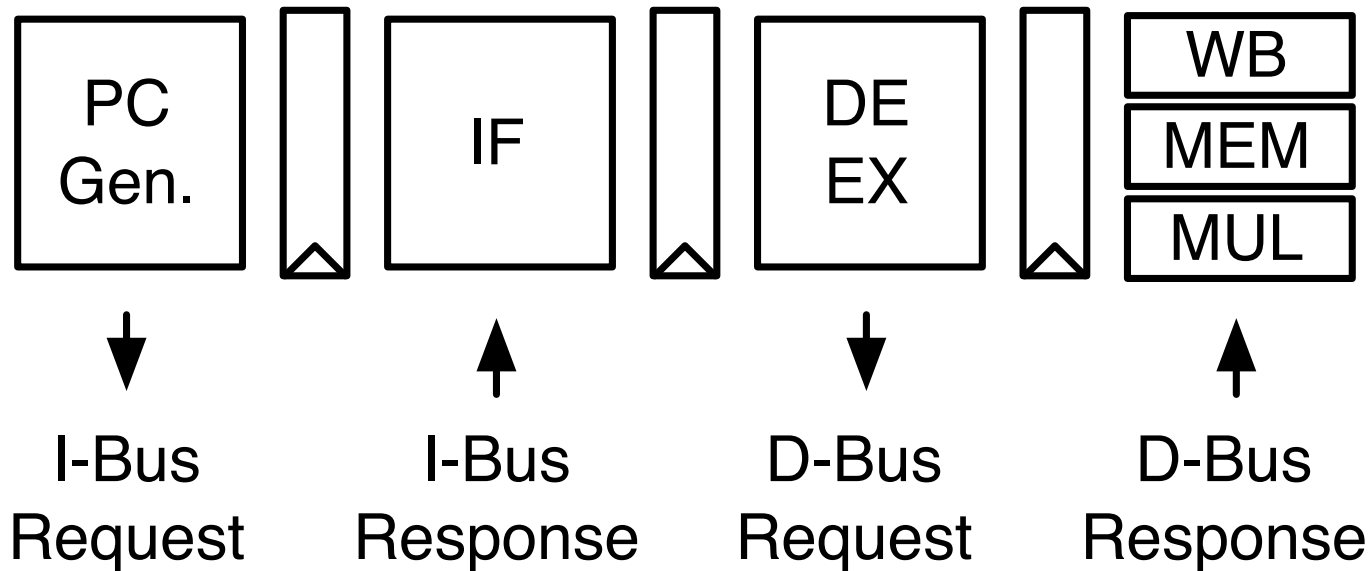 PC
Gen.
IF
DE
EX
WB
MEM
MUL
I-Bus
Request
I-Bus
Response
D-Bus
Request
D-Bus
Response